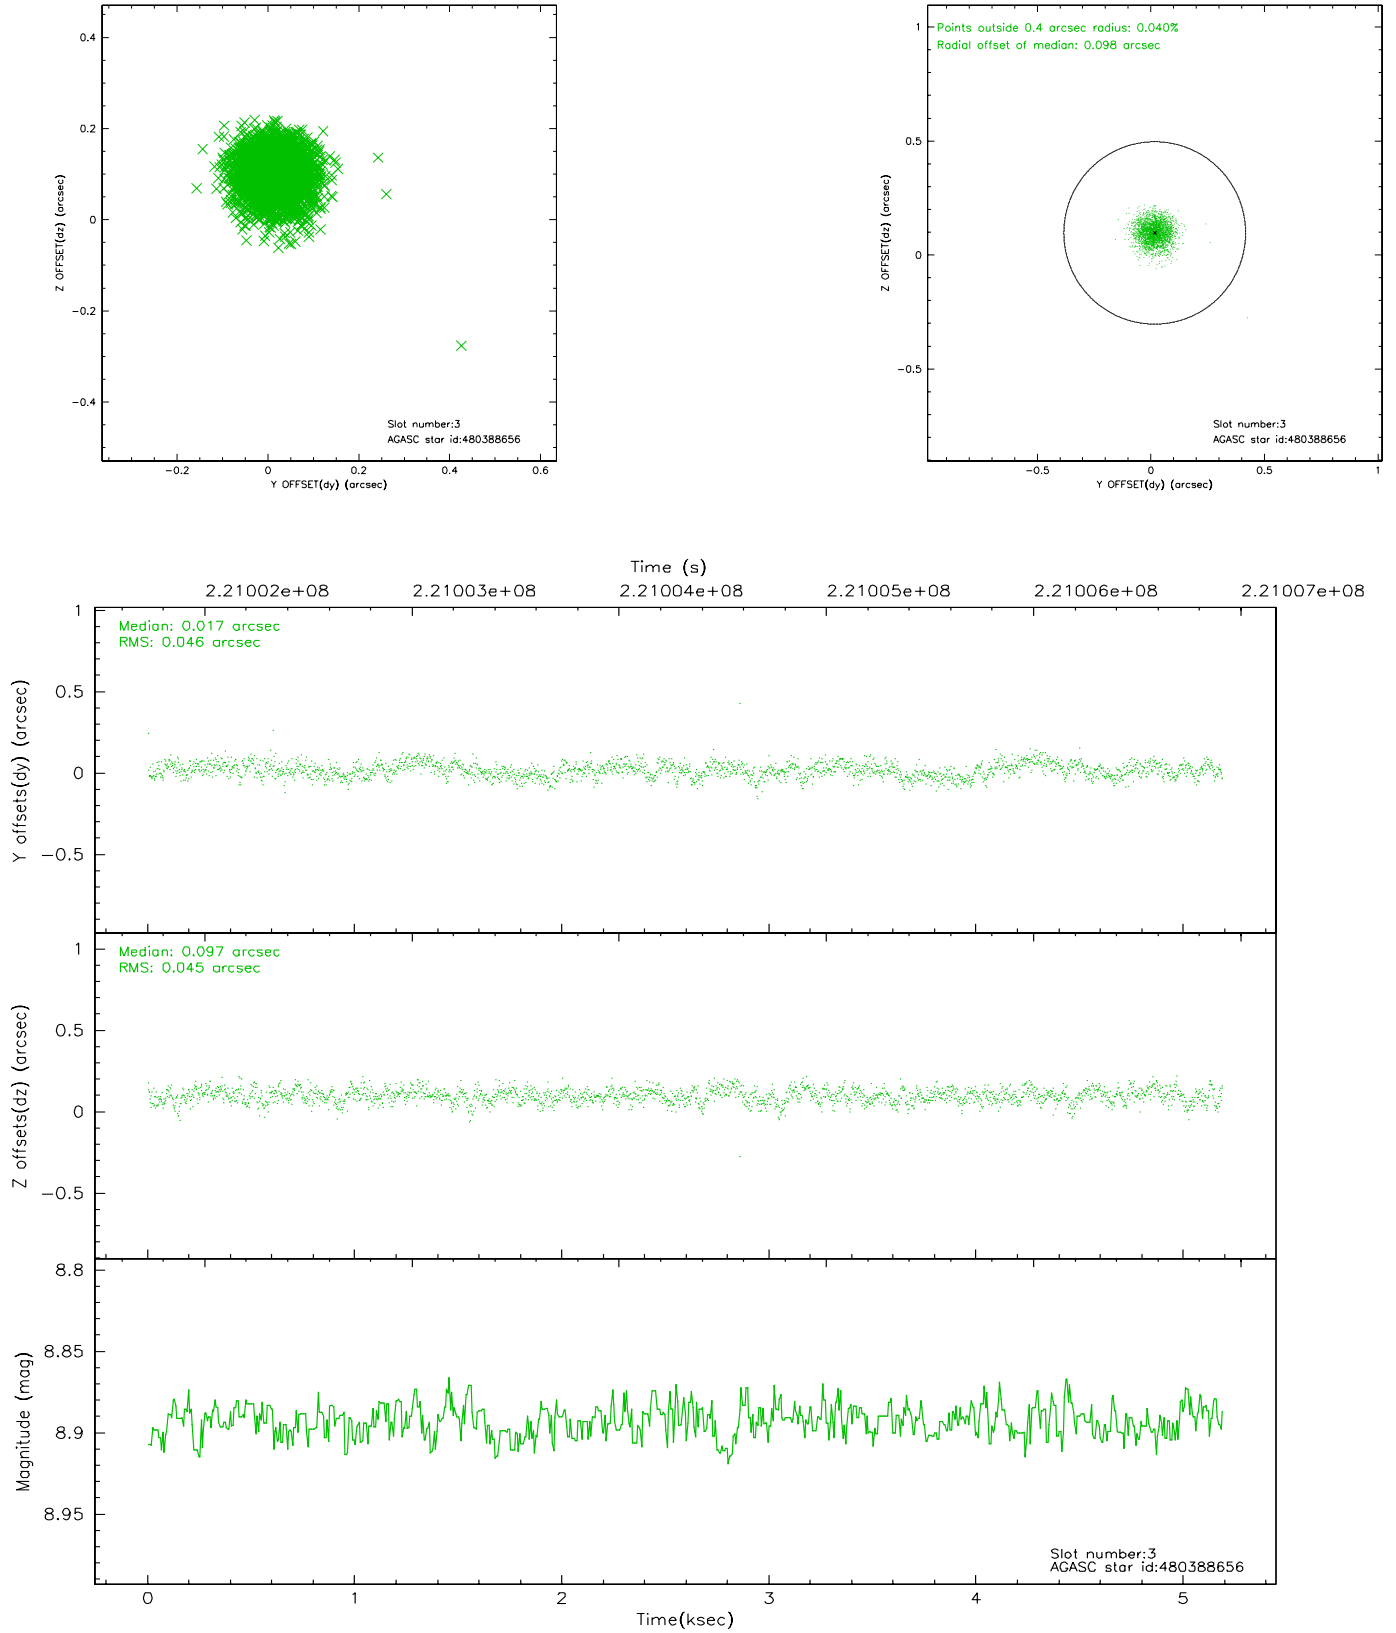 0.4
0.2
0
−0.2
−0.4
Z OFFSET(dz) (arcsec)
Slot number:3
AGASC star id:480388656
−0.2 0 0.2 0.4 0.6
Y OFFSET(dy) (arcsec)
Points outside 0.4 arcsec radius: 0.040%
Radial offset of median: 0.098 arcsec
1
0.5
0
−0.5
Z OFFSET(dz) (arcsec)
Slot number:3
AGASC star id:480388656
−0.5 0 0.5 1
Y OFFSET(dy) (arcsec)
Time (s)
2.21002e+08 2.21003e+08 2.21004e+08 2.21005e+08 2.21006e+08 2.21007e+08
Median: 0.017 arcsec
RMS: 0.046 arcsec
1
0.5
0
−0.5
Y offsets(dy) (arcsec)
Median: 0.097 arcsec
RMS: 0.045 arcsec
1
0.5
0
−0.5
Z offsets(dz) (arcsec)
8.8
8.85
8.9
8.95
Magnitude (mag)
Slot number:3
AGASC star id:480388656
0 1 2 3 4 5
Time(ksec)